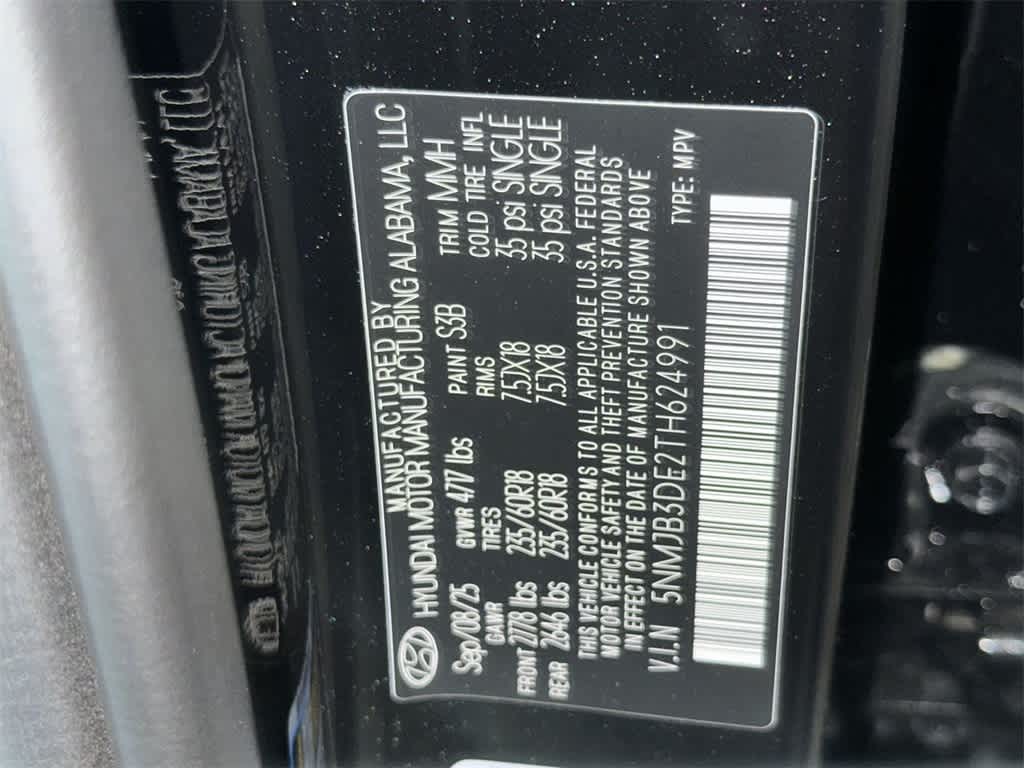 MANUFACTURED BY
HYUNDAI MOTOR MANUFACTURING ALABAMA, LLC
Sep/08/25 GVWR 4717 lbs PAINT S3B TRIM MMH
GAWR TIRES RIMS COLD TIRE INFL
FRONT 2778 lbs 235/60R18 7.5JX18 35 psi SINGLE
REAR 2646 lbs 235/60R18 7.5JX18 35 psi SINGLE
THIS VEHICLE CONFORMS TO ALL APPLICABLE U.S.A. FEDERAL
MOTOR VEHICLE SAFETY AND THEFT PREVENTION STANDARDS
IN EFFECT ON THE DATE OF MANUFACTURE SHOWN ABOVE
V.I.N 5NMJB3DE2TH624991 TYPE: MPV